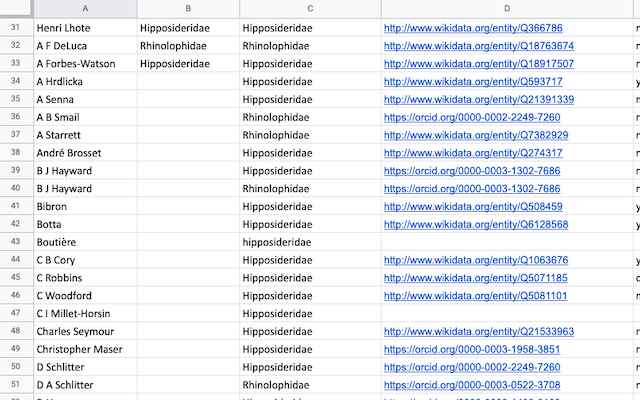 A B C D
31 Henri Lhote Hipposideridae Hipposideridae http://www.wikidata.org/entity/Q366786
32 A F DeLuca Rhinolophidae Rhinolophidae http://www.wikidata.org/entity/Q18763674
33 A Forbes-Watson Hipposideridae Hipposideridae http://www.wikidata.org/entity/Q18917507
34 A Hrdlicka Hipposideridae http://www.wikidata.org/entity/Q593717
35 A Senna Hipposideridae http://www.wikidata.org/entity/Q21391339
36 A B Smail Rhinolophidae https://orcid.org/0000-0002-2249-7260
37 A Starrett Rhinolophidae http://www.wikidata.org/entity/Q7382929
38 André Brosset Hipposideridae http://www.wikidata.org/entity/Q274317
39 B J Hayward Hipposideridae https://orcid.org/0000-0003-1302-7686
40 B J Hayward Rhinolophidae https://orcid.org/0000-0003-1302-7686
41 Bibron Hipposideridae http://www.wikidata.org/entity/Q508459
42 Botta Hipposideridae http://www.wikidata.org/entity/Q6128568
43 Boutière hipposideridae
44 C B Cory Hipposideridae http://www.wikidata.org/entity/Q1063676
45 C Robbins Hipposideridae http://www.wikidata.org/entity/Q5071185
46 C Woodford Hipposideridae http://www.wikidata.org/entity/Q5081101
47 C I Millet-Horsin Hipposideridae
48 Charles Seymour Hipposideridae http://www.wikidata.org/entity/Q21533963
49 Christopher Maser Hipposideridae https://orcid.org/0000-0003-1958-3851
50 D Schlitter Hipposideridae https://orcid.org/0000-0002-2249-7260
51 D A Schlitter Rhinolophidae https://orcid.org/0000-0003-0522-3708